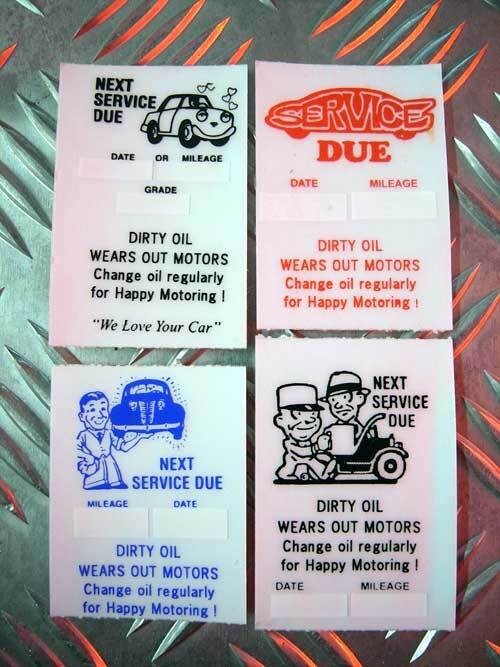 NEXT
SERVICE
DUE
DATE OR MILEAGE
GRADE
DIRTY OIL
WEARS OUT MOTORS
Change oil regularly
for Happy Motoring !
"We Love Your Car"
SERVICE
DUE
DATE MILEAGE
DIRTY OIL
WEARS OUT MOTORS
Change oil regularly
for Happy Motoring !
NEXT
SERVICE DUE
MILEAGE DATE
DIRTY OIL
WEARS OUT MOTORS
Change oil regularly
for Happy Motoring !
NEXT
SERVICE
DUE
DIRTY OIL
WEARS OUT MOTORS
Change oil regularly
for Happy Motoring !
DATE MILEAGE